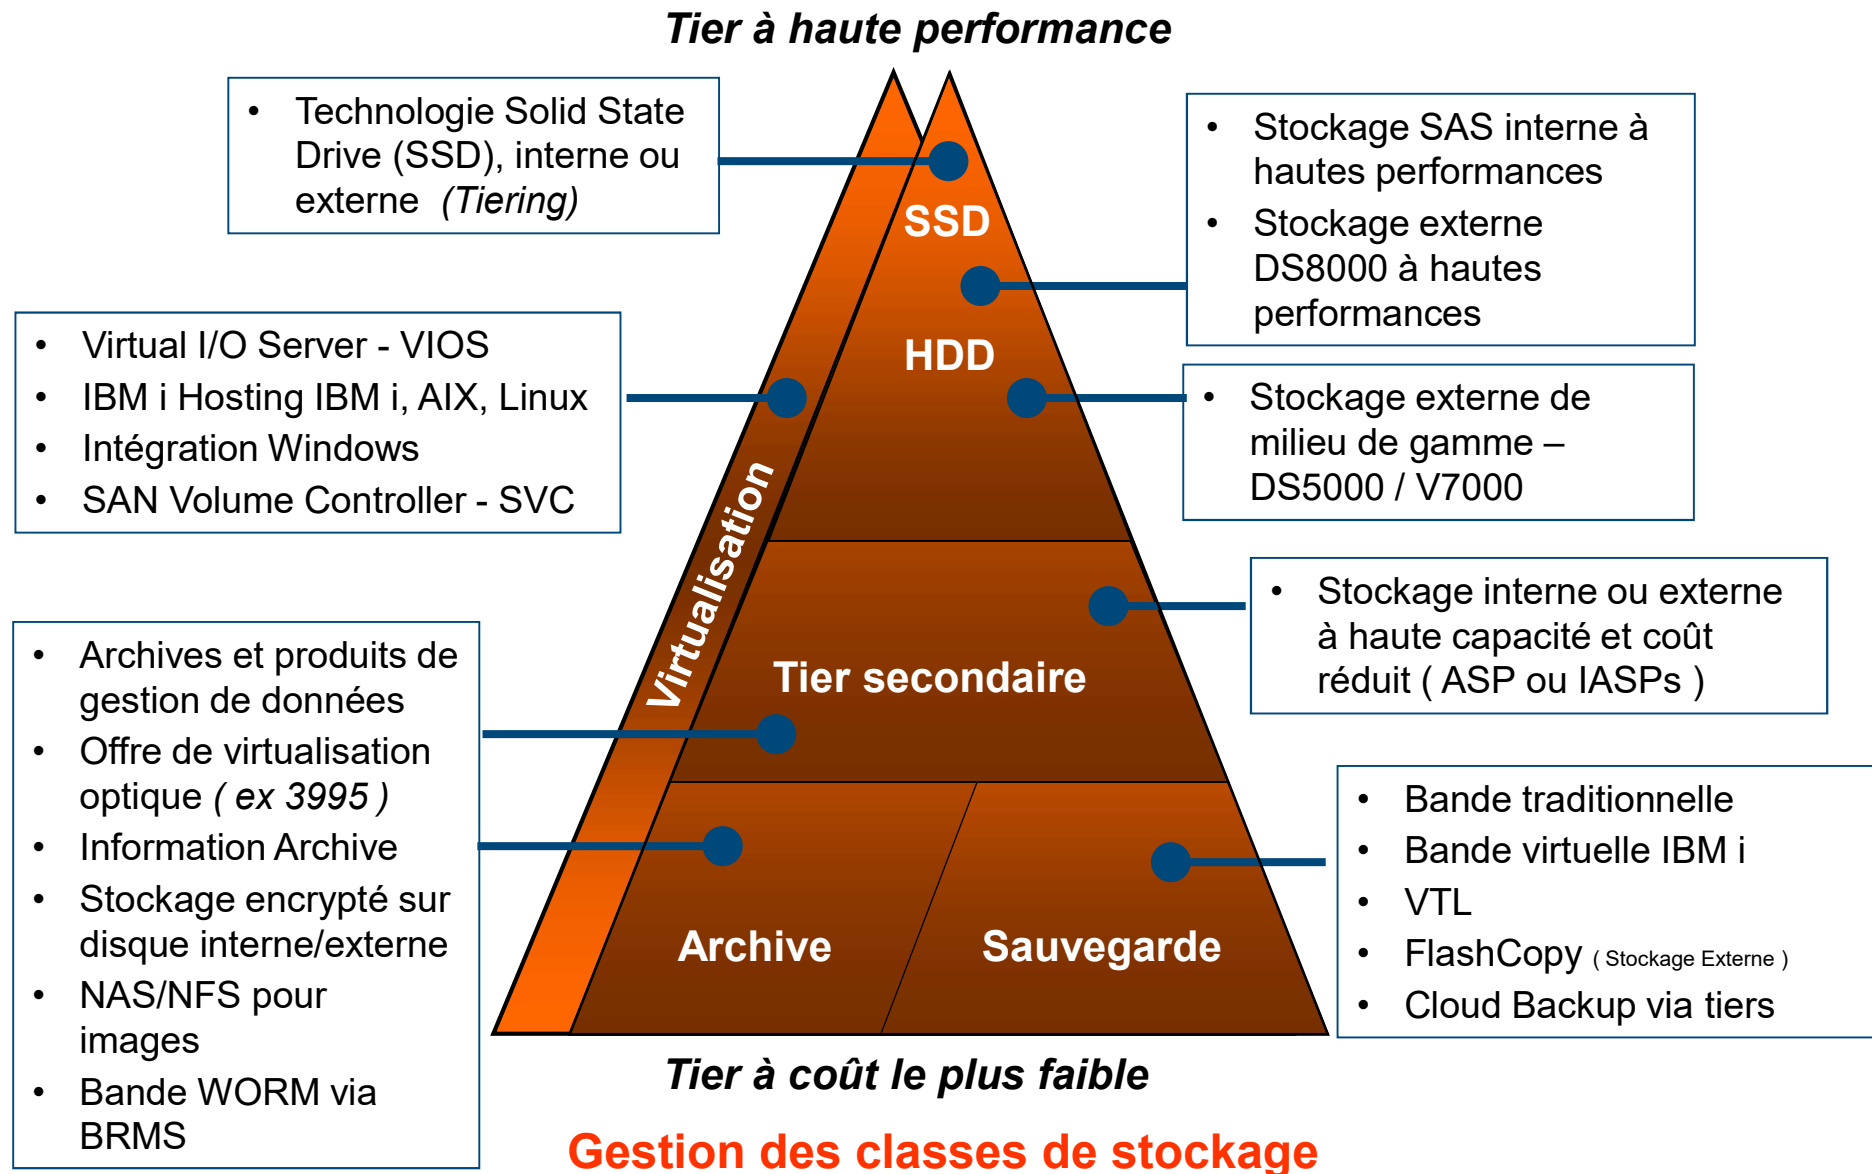 Tier à haute performance
• Technologie Solid State
Drive (SSD), interne ou
externe (Tiering)
• Stockage SAS interne à
hautes performances
• Stockage externe
DS8000 à hautes
performances
SSD
HDD
• Virtual I/O Server - VIOS
• IBM i Hosting IBM i, AIX, Linux
• Intégration Windows
• SAN Volume Controller - SVC
• Stockage externe de
milieu de gamme –
DS5000 / V7000
Virtualisation
• Stockage interne ou externe
à haute capacité et coût
réduit ( ASP ou IASPs )
Tier secondaire
• Archives et produits de
gestion de données
• Offre de virtualisation
optique ( ex 3995 )
• Information Archive
• Stockage encrypté sur
disque interne/externe
• NAS/NFS pour
images
• Bande WORM via
BRMS
Archive
Sauvegarde
• Bande traditionnelle
• Bande virtuelle IBM i
• VTL
• FlashCopy ( Stockage Externe )
• Cloud Backup via tiers
Tier à coût le plus faible
Gestion des classes de stockage